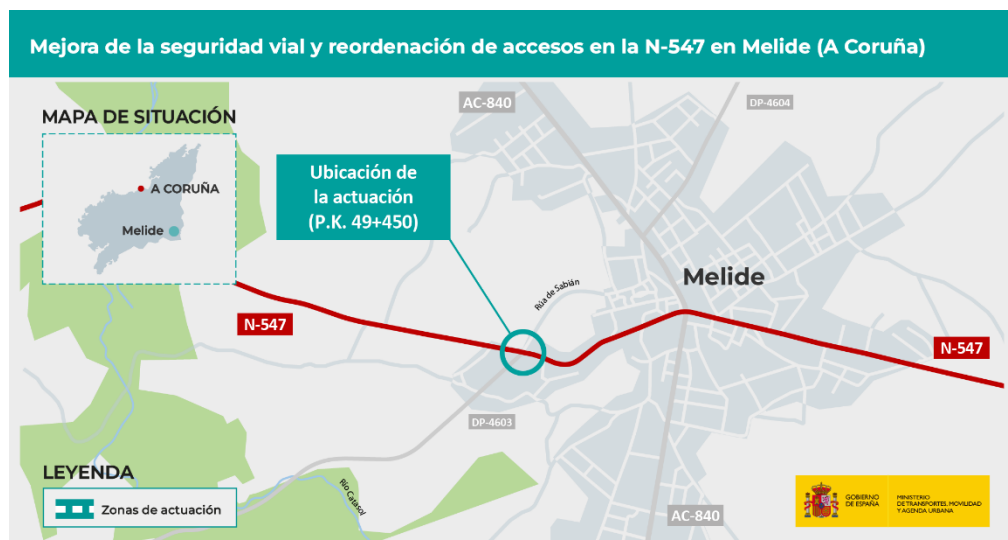 Mejora de la seguridad vial y reordenación de accesos en la N-547 en Melide (A Coruña)
MAPA DE SITUACIÓN
A CORUÑA
Melide
AC-840
DP-4604
Ubicación de
la actuación
(P.K. 49+450)
Rúa de Sabián
Melide
N-547
N-547
DP-4603
LEYENDA
Zonas de actuación
Río Catasol
AC-840
GOBIERNO
DE ESPAÑA
MINISTERIO
DE TRANSPORTES, MOVILIDAD
Y AGENDA URBANA